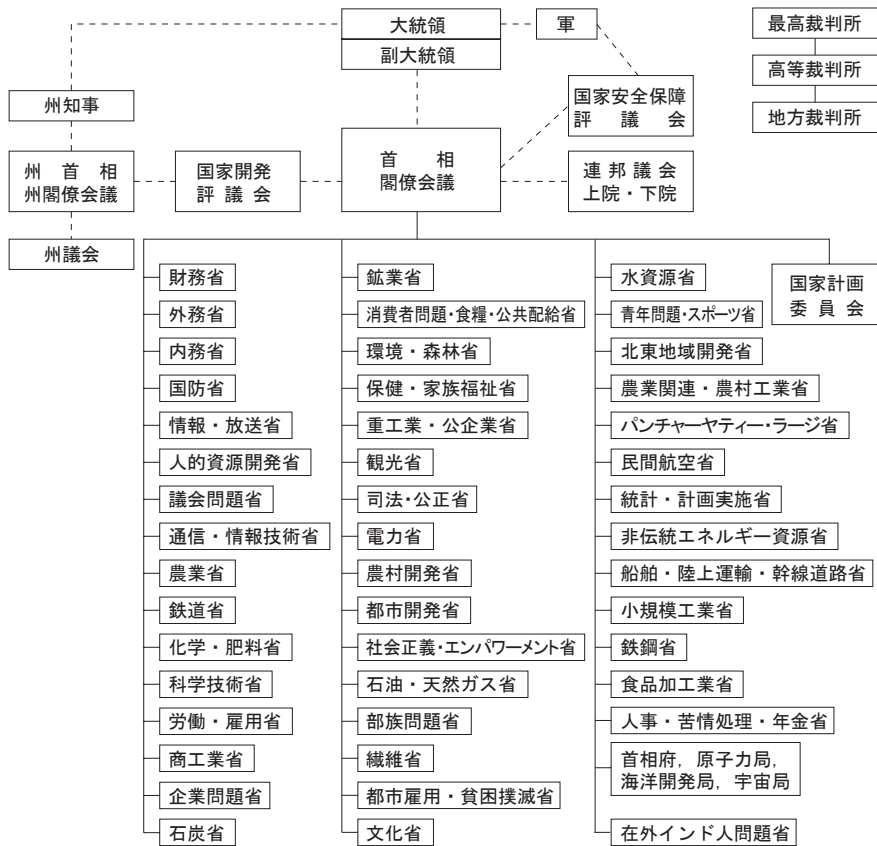 大統領
副大統領
軍
最高裁判所
高等裁判所
地方裁判所
州知事
国家安全保障
評議会
州首相
州閣僚会議
国家開発
評議会
首相
閣僚会議
連邦議会
上院・下院
州議会
財務省
外務省
内務省
国防省
情報・放送省
人的資源開発省
議会問題省
通信・情報技術省
農業省
鉄道省
化学・肥料省
科学技術省
労働・雇用省
商工業省
企業問題省
石炭省
鉱業省
消費者問題・食糧・公共配給省
環境・森林省
保健・家族福祉省
重工業・公企業省
観光省
司法・公正省
電力省
農村開発省
都市開発省
社会正義・エンパワーメント省
石油・天然ガス省
部族問題省
繊維省
都市雇用・貧困撲滅省
文化省
水資源省
青年問題・スポーツ省
北東地域開発省
農業関連・農村工業省
パンチャーヤティー・ラージ省
民間航空省
統計・計画実施省
非伝統エネルギー資源省
船舶・陸上運輸・幹線道路省
小規模工業省
鉄鋼省
食品加工業省
人事・苦情処理・年金省
首相府，原子力局，
海洋開発局，宇宙局
在外インド人問題省
国家計画
委員会